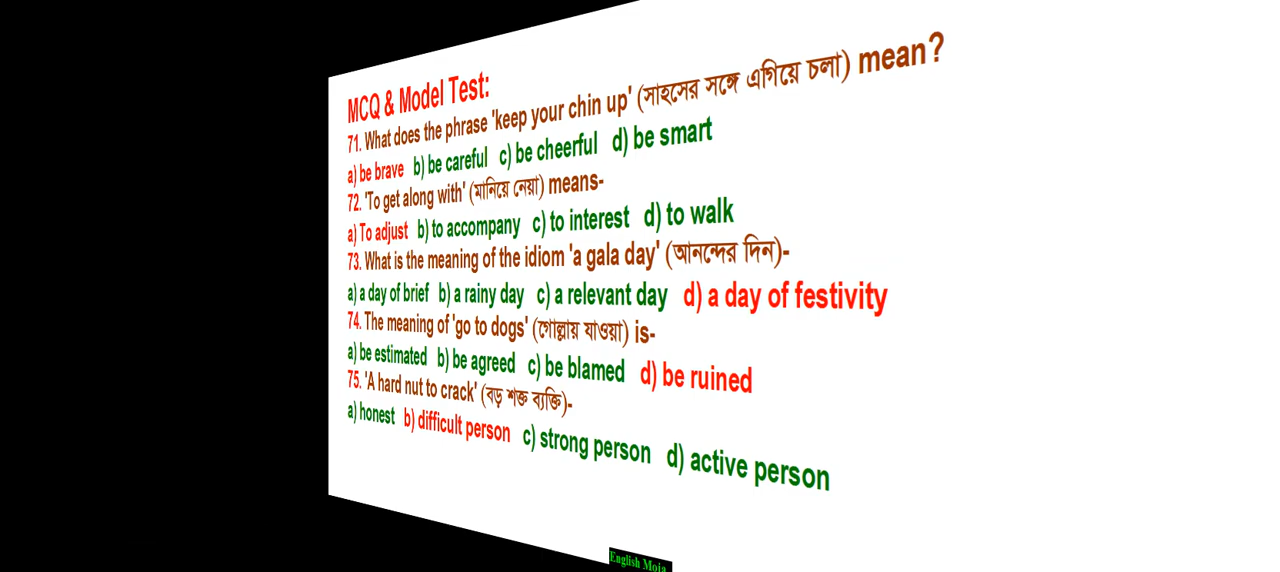 MCQ & Model Test:
71. What does the phrase 'keep your chin up' (সাহসের সঙ্গে এগিয়ে চলা) mean?
a) be brave b) be careful c) be cheerful d) be smart
72. 'To get along with' (মানিয়ে নেয়া) means-
a) To adjust b) to accompany c) to interest d) to walk
73. What is the meaning of the idiom 'a gala day' (আনন্দের দিন)-
a) a day of brief b) a rainy day c) a relevant day d) a day of festivity
74. The meaning of 'go to dogs' (গোল্লায় যাওয়া) is-
a) be estimated b) be agreed c) be blamed d) be ruined
75. 'A hard nut to crack' (বড় শক্ত ব্যক্তি)-
a) honest b) difficult person c) strong person d) active person
English Moja